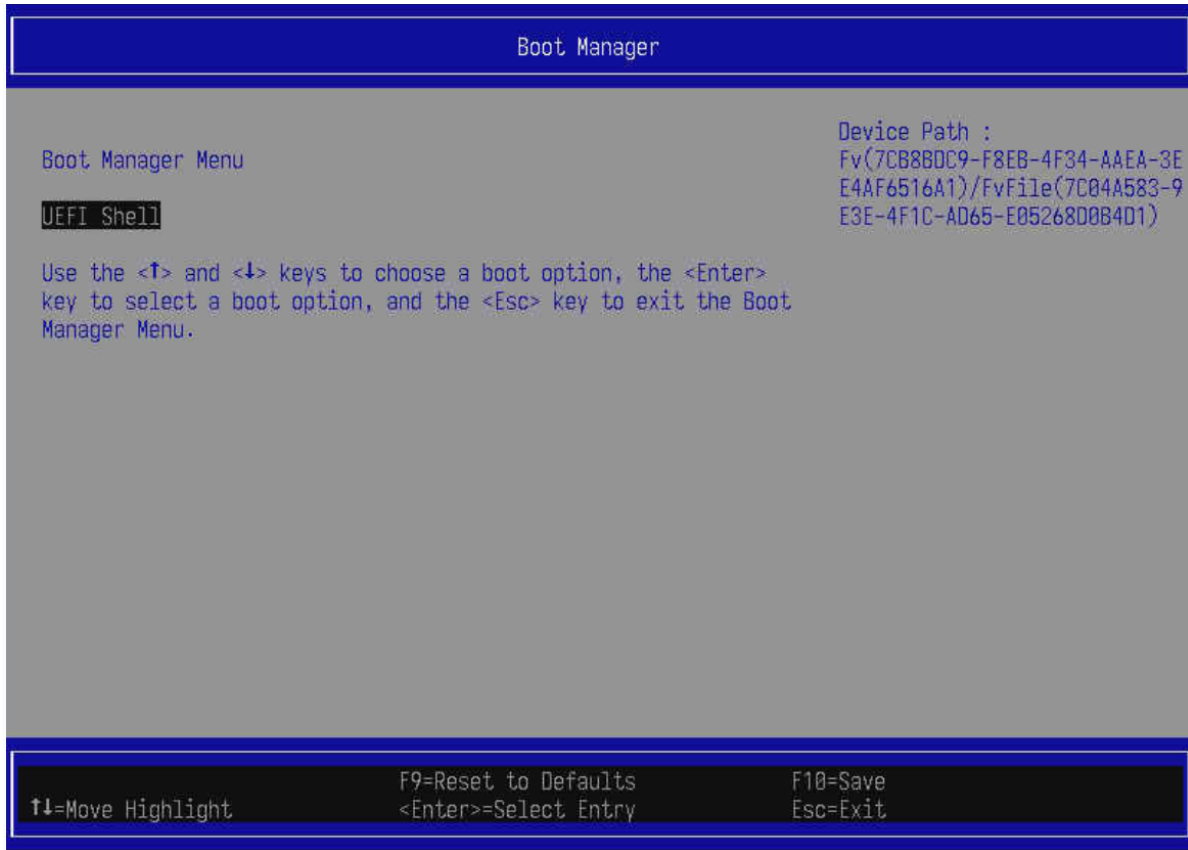 Boot Manager
Boot Manager Menu
UEFI Shell
Use the <↑> and <↓> keys to choose a boot option, the <Enter>
key to select a boot option, and the <Esc> key to exit the Boot
Manager Menu.
Device Path :
Fv(7CB8BDC9-F8EB-4F34-AAEA-3E
E4AF6516A1)/FvFile(7C04A583-9
E3E-4F1C-AD65-E05268D0B4D1)
F9=Reset to Defaults F10=Save
↑↓=Move Highlight <Enter>=Select Entry Esc=Exit